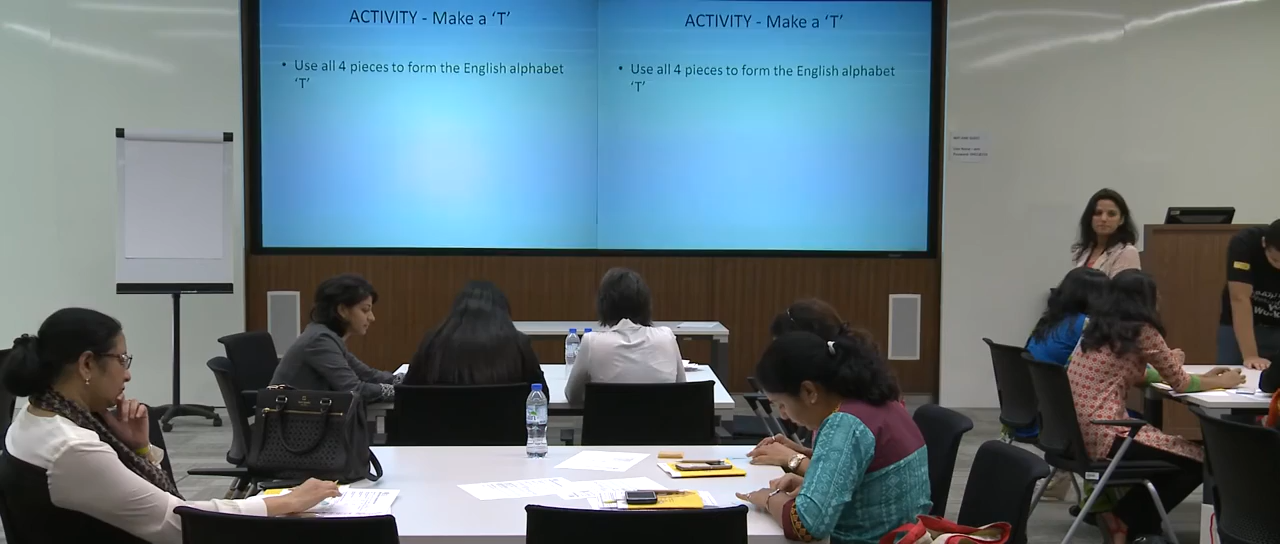 ACTIVITY - Make a ‘T’
• Use all 4 pieces to form the English alphabet
‘T’
ACTIVITY - Make a ‘T’
• Use all 4 pieces to form the English alphabet
‘T’